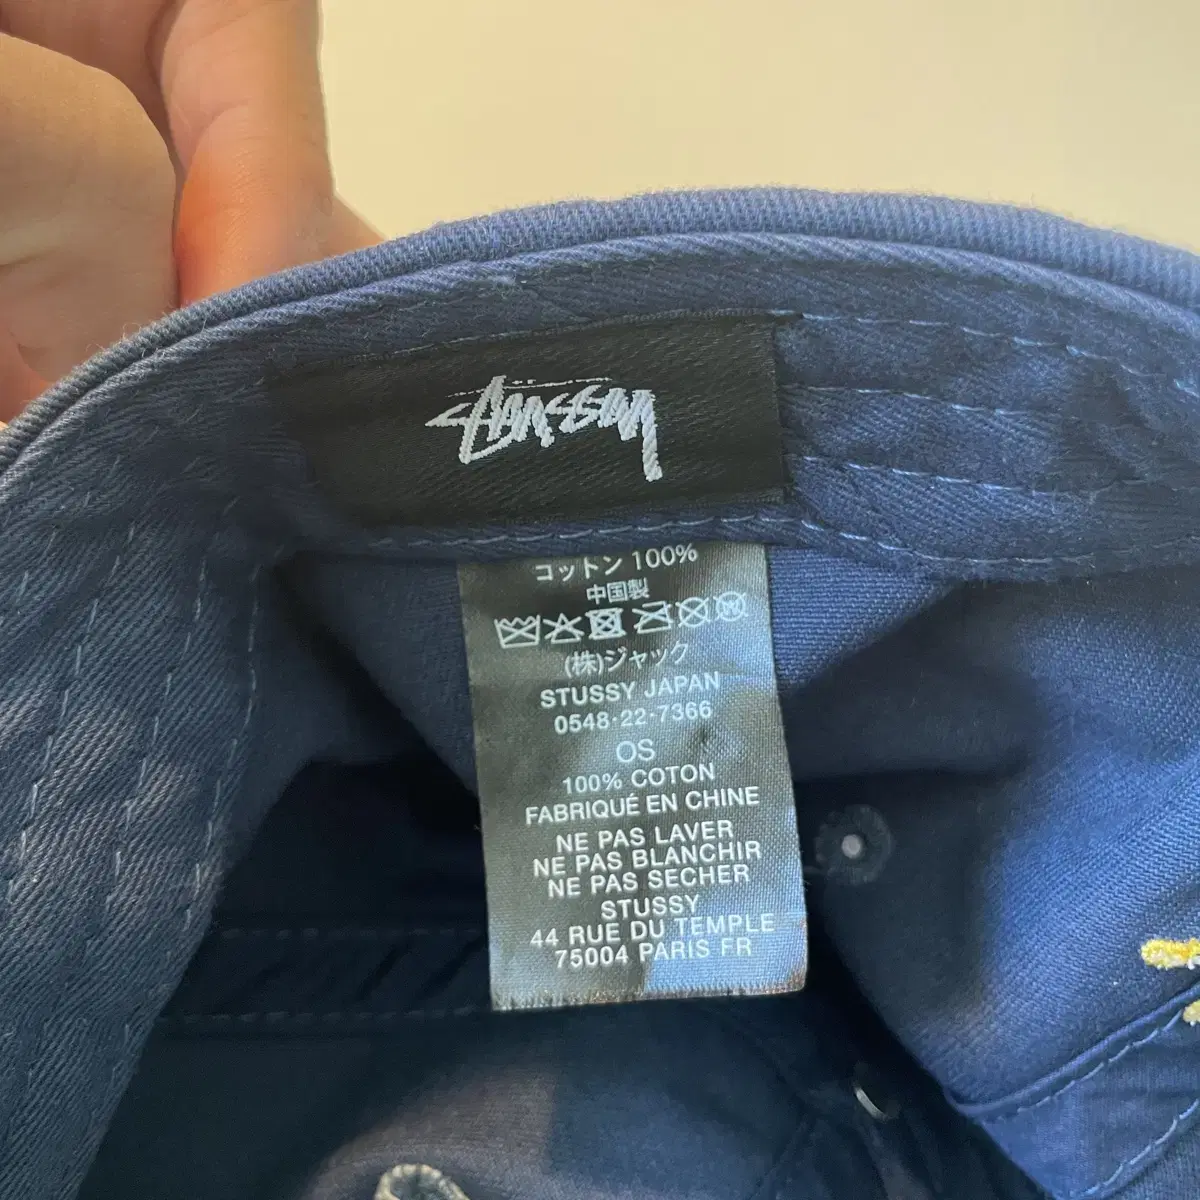 Stüssy
コットン 100%
中国製
(株)ジャック
STUSSY JAPAN
0548·22·7366
OS
100% COTON
FABRIQUÉ EN CHINE
NE PAS LAVER
NE PAS BLANCHIR
NE PAS SECHER
STUSSY
44 RUE DU TEMPLE
75004 PARIS FR